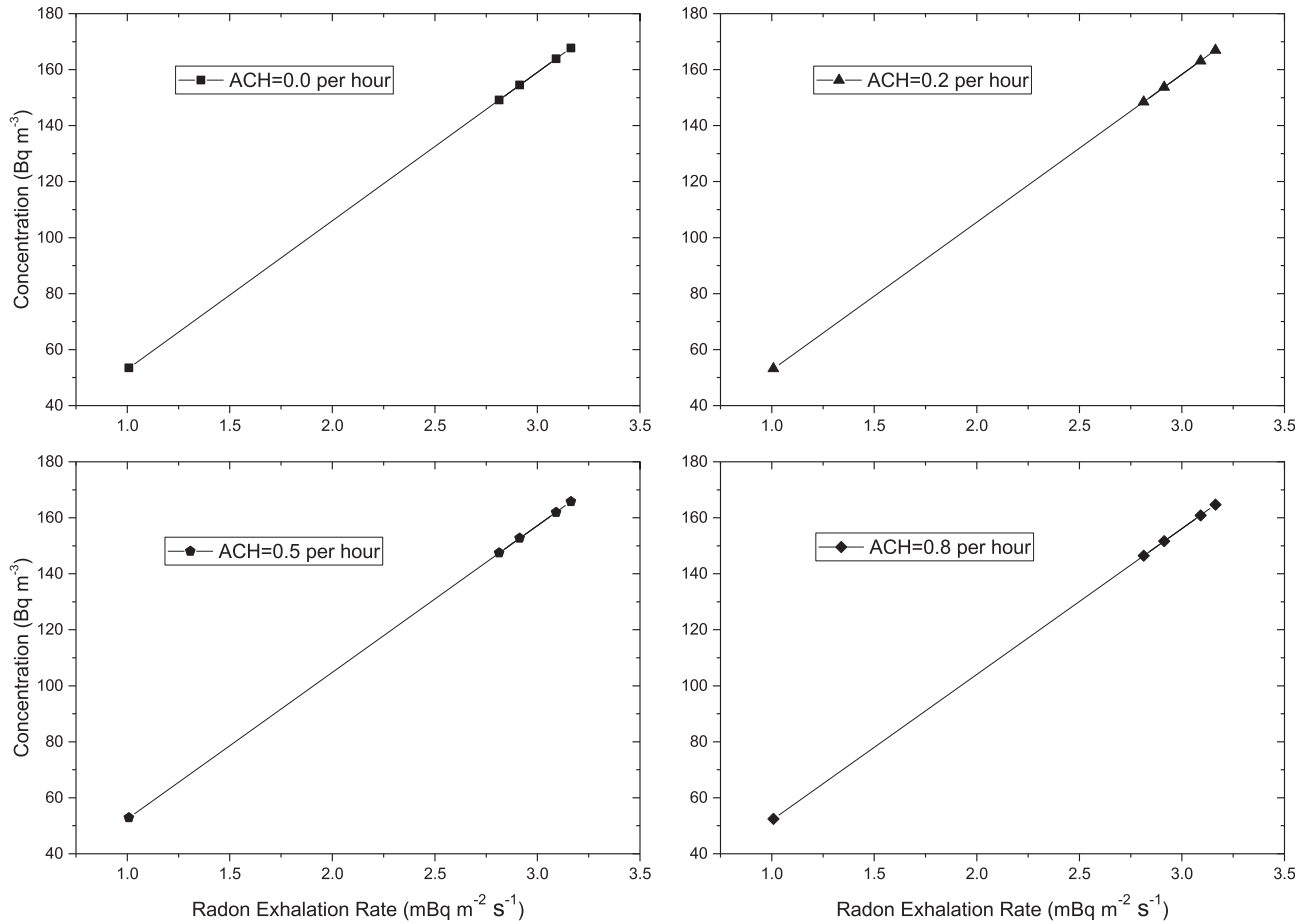 180
160
140
120
100
80
60
40
Concentration (Bq m-3)
ACH=0.0 per hour
1.0 1.5 2.0 2.5 3.0 3.5
180
160
140
120
100
80
60
40
ACH=0.2 per hour
1.0 1.5 2.0 2.5 3.0 3.5
180
160
140
120
100
80
60
40
Concentration (Bq m-3)
ACH=0.5 per hour
1.0 1.5 2.0 2.5 3.0 3.5
Radon Exhalation Rate (mBq m-2 s-1)
180
160
140
120
100
80
60
40
ACH=0.8 per hour
1.0 1.5 2.0 2.5 3.0 3.5
Radon Exhalation Rate (mBq m-2 s-1)